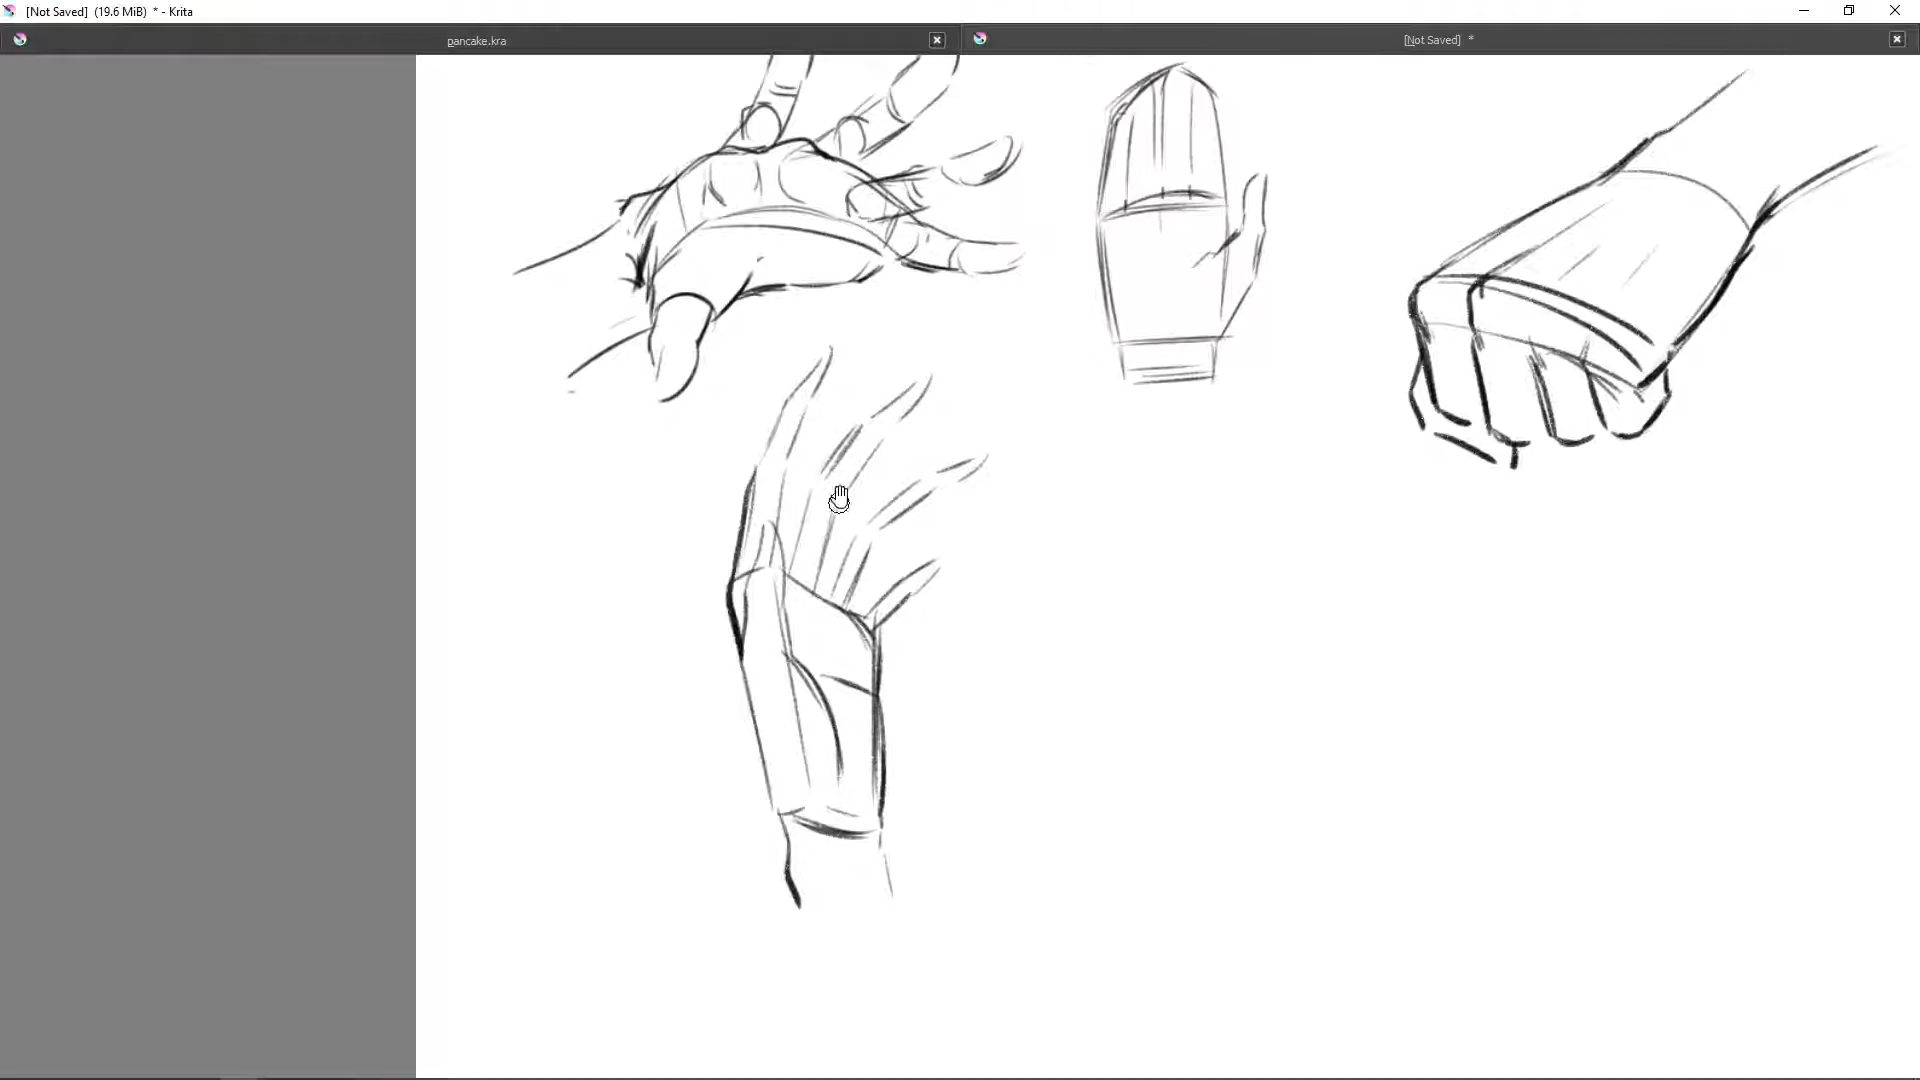 [Not Saved]  (19.6 MiB)  * - Krita
pancake.kra
[Not Saved]  *